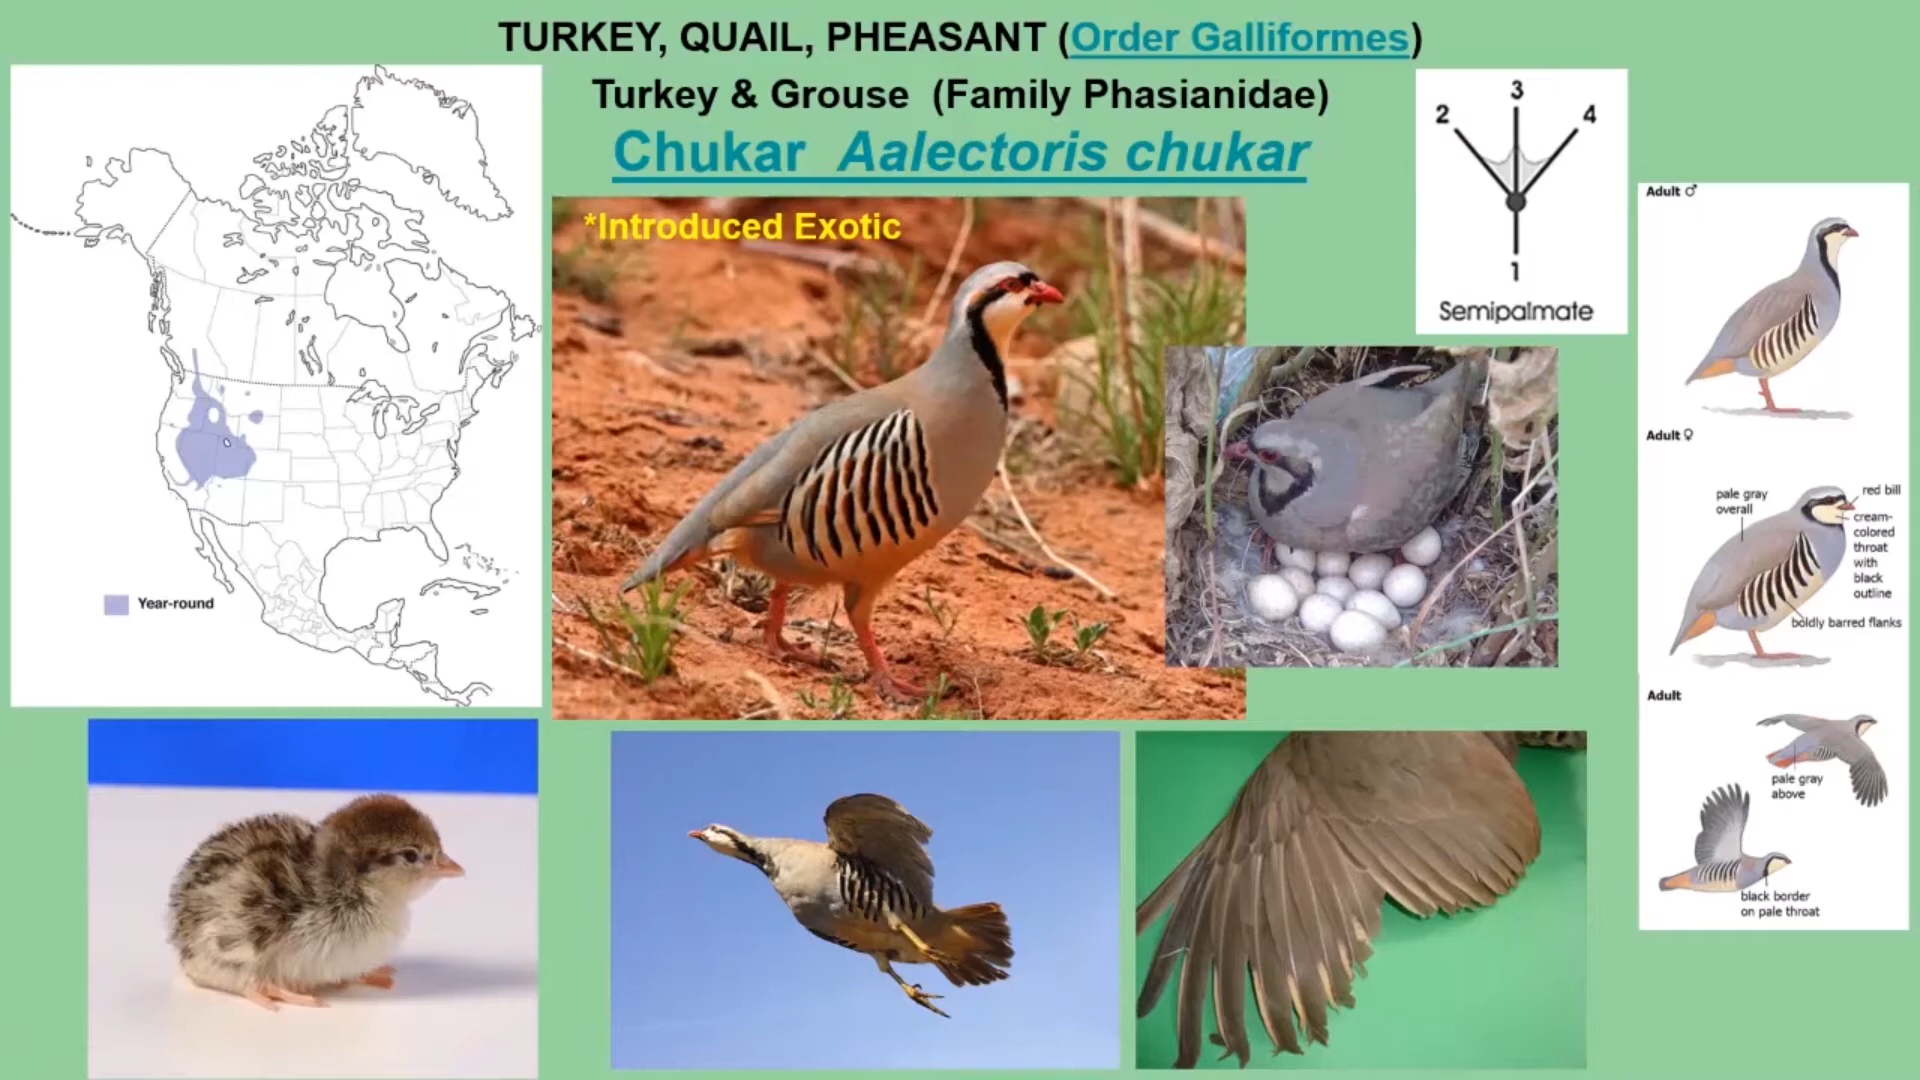 TURKEY, QUAIL, PHEASANT (Order Galliformes)
Turkey & Grouse (Family Phasianidae)
Chukar Aalectoris chukar
*Introduced Exotic
Year-round
3
2 4
1
Semipalmate
Adult ♂
Adult ♀
pale gray
overall
red bill
cream-
colored
throat
with
black
outline
boldly barred flanks
Adult
pale gray
above
black border
on pale throat